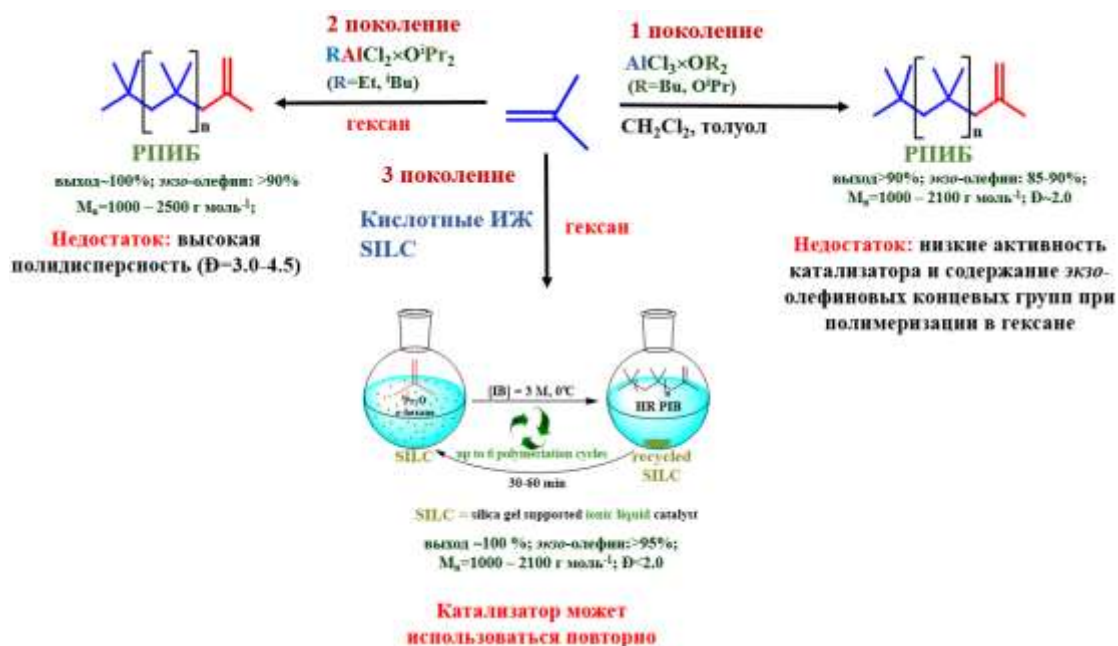 2 поколение
RAlCl₂×OⁱPr₂
(R=Et, ⁱBu)
гексан
1 поколение
AlCl₃×OR₂
(R=Bu, OⁱPr)
CH₂Cl₂, толуол
n
РПИБ
выход~100%; экзо-олефин: >90%
Mₙ=1000 – 2500 г моль⁻¹;
Недостаток: высокая
полидисперсность (Đ=3.0-4.5)
n
РПИБ
выход>90%; экзо-олефин: 85-90%;
Mₙ=1000 – 2100 г моль⁻¹; Đ~2.0
Недостаток: низкие активность
катализатора и содержание экзо-
олефиновых концевых групп при
полимеризации в гексане
3 поколение
Кислотные ИЖ
SILC
гексан
ⁱPr₂O
n-hexane
SILC
[IB] = 3 M, 0°C
up to 6 polymeriation cycles
30-60 min
n
HR PIB
recycled
SILC
SILC = silica gel supported ionic liquid catalyst
выход ~100 %; экзо-олефин:>95%;
Mₙ=1000 – 2100 г моль⁻¹; Đ<2.0
Катализатор может
использоваться повторно